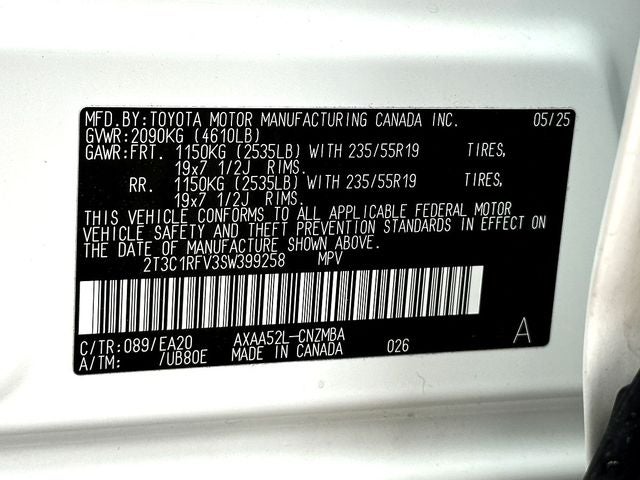 MFD.BY:TOYOTA MOTOR MANUFACTURING CANADA INC. 05/25
GVWR:2090KG (4610LB)
GAWR:FRT. 1150KG (2535LB) WITH 235/55R19 TIRES,
19x7 1/2J RIMS.
RR. 1150KG (2535LB) WITH 235/55R19 TIRES,
19x7 1/2J RIMS.
THIS VEHICLE CONFORMS TO ALL APPLICABLE FEDERAL MOTOR
VEHICLE SAFETY AND THEFT PREVENTION STANDARDS IN EFFECT ON
THE DATE OF MANUFACTURE SHOWN ABOVE.
2T3C1RFV3SW399258 MPV
C/TR:089/EA20 AXAA52L-CNZMBA 026 A
A/TM: /UB80E MADE IN CANADA